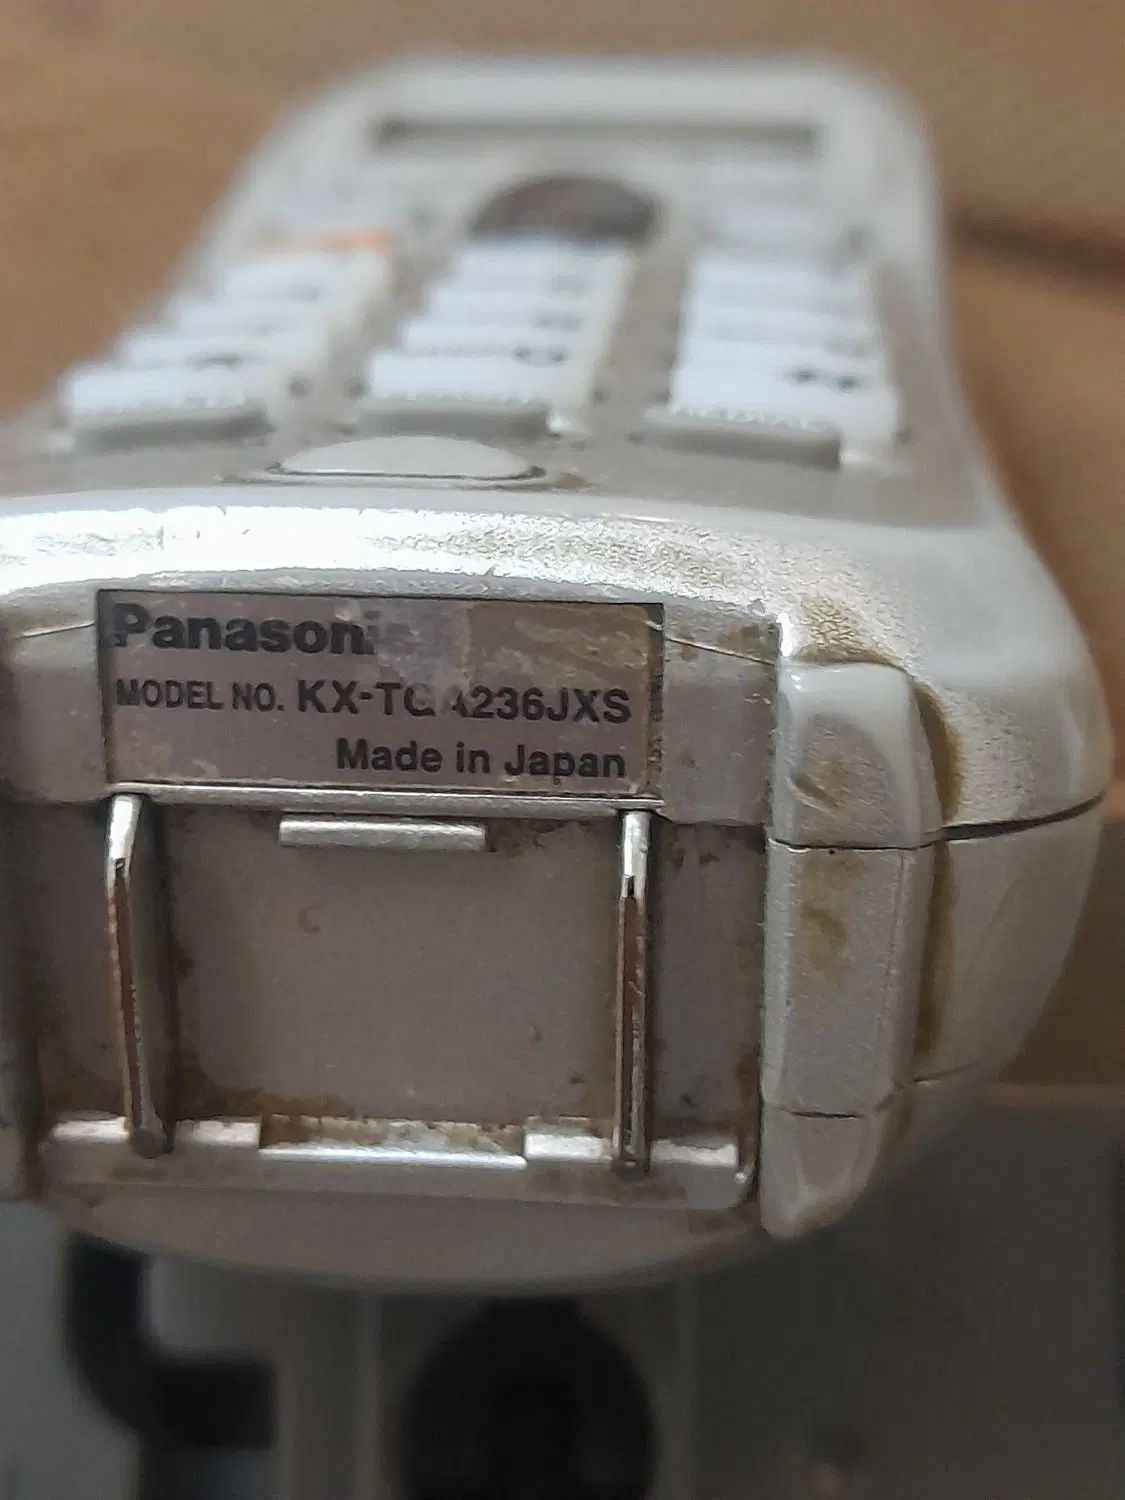 Panasonic
MODEL NO. KX-TGA236JXS
Made in Japan